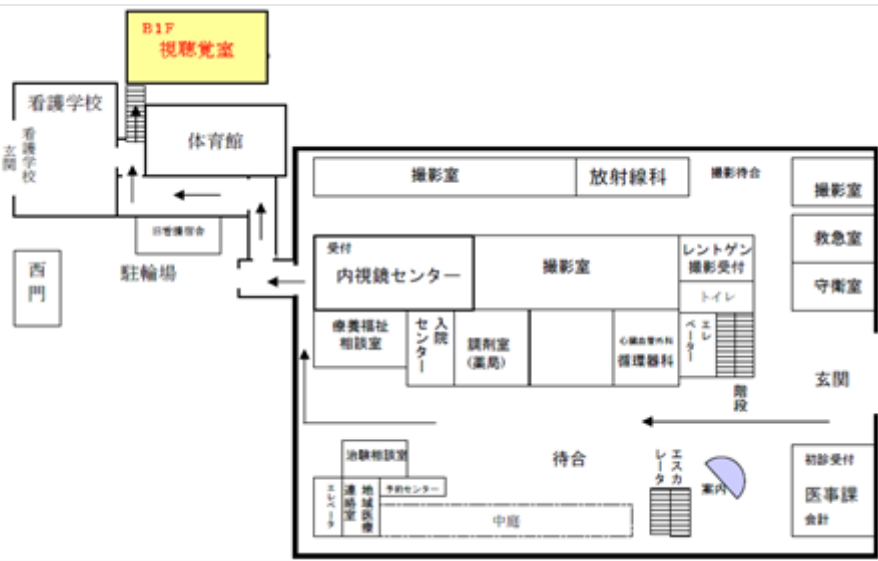 B1F
視聴覚室
看護学校
看護学校
玄関
体育館
旧看護宿舎
西門
駐輪場
撮影室
放射線科
撮影待合
撮影室
救急室
守衛室
受付
内視鏡センター
撮影室
レントゲン
撮影受付
トイレ
療養福祉
相談室
入院
センター
調剤室
(薬局)
心臓血管外科
循環器科
エレ
ベーター
階段
玄関
治験相談室
待合
エスカ
レータ
案内
初診受付
医事課
会計
エレベータ
地域医療
連絡室
予約センター
中庭